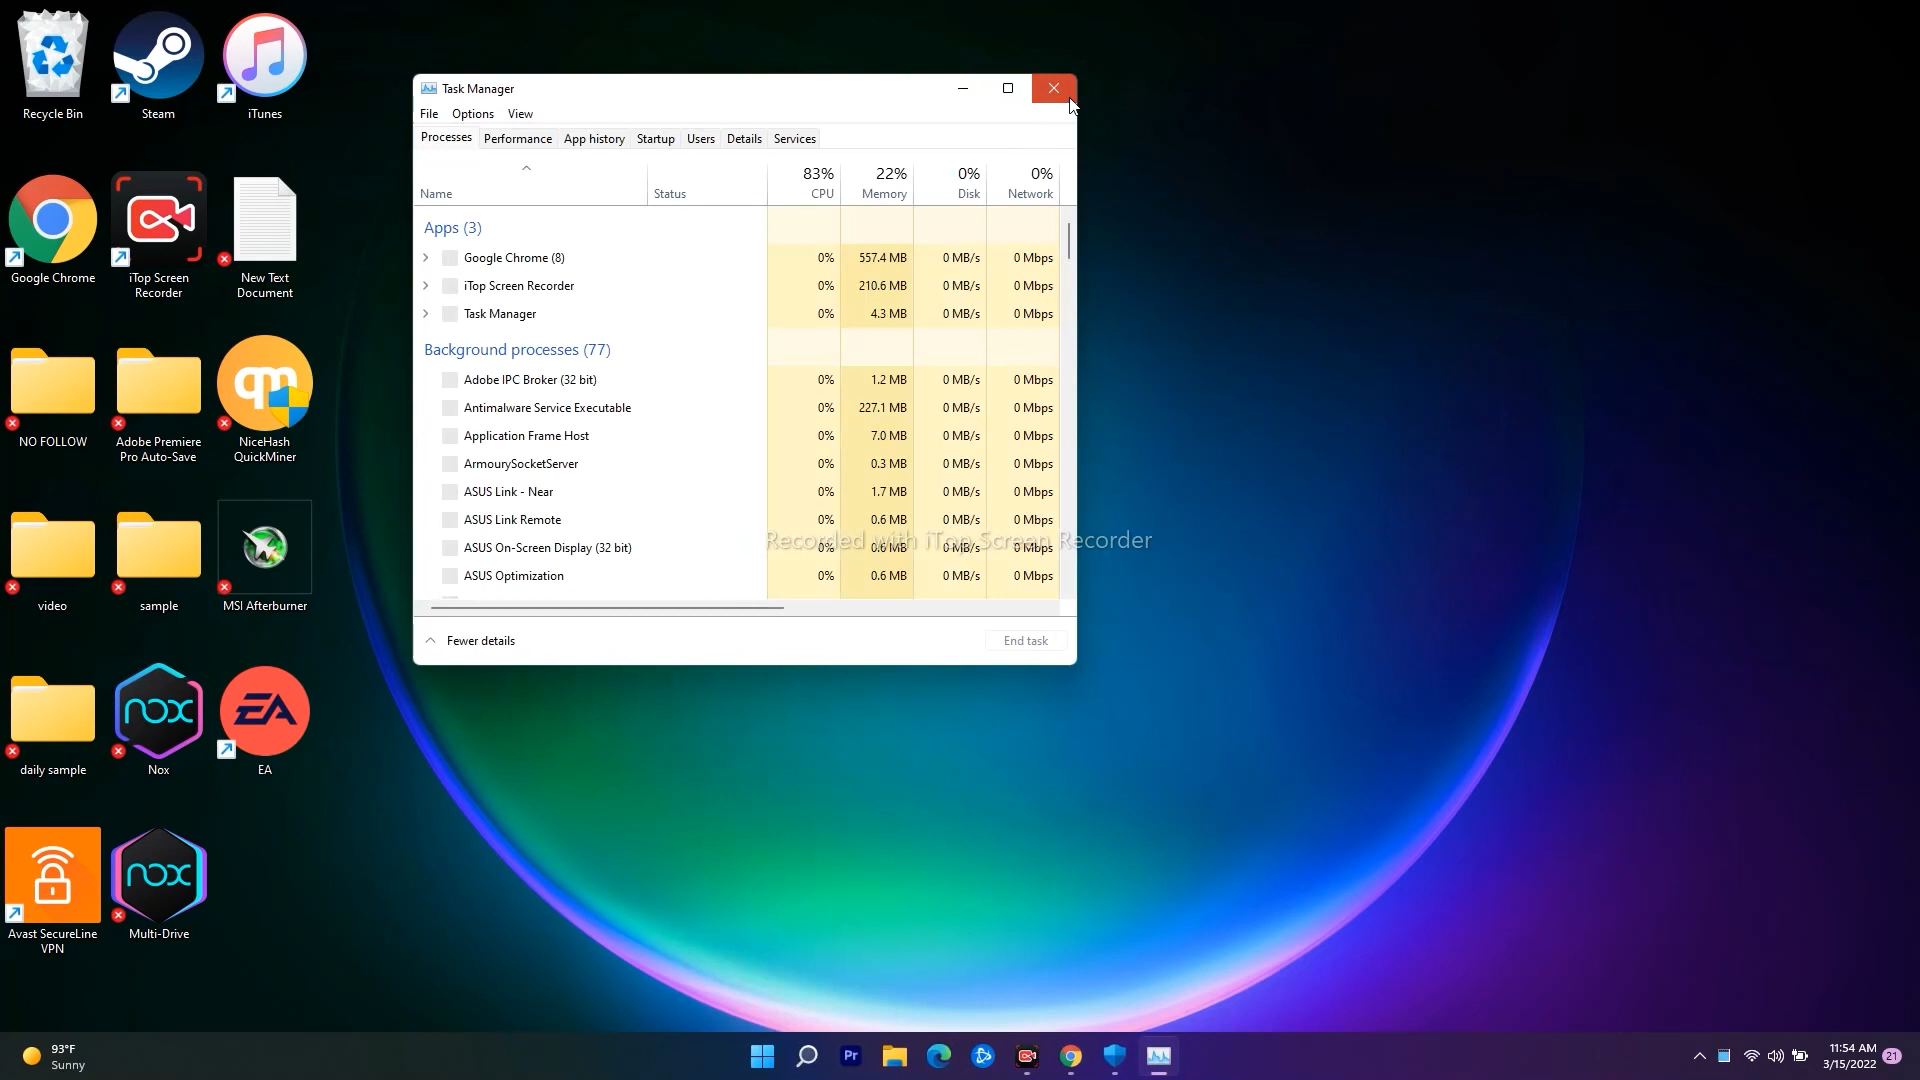 Recycle Bin
Steam
iTunes
Google Chrome
iTop Screen
Recorder
New Text
Document
NO FOLLOW
Adobe Premiere
Pro Auto-Save
qm
NiceHash
QuickMiner
video
sample
MSI Afterburner
daily sample
nox
Nox
EA
EA
Avast SecureLine
VPN
nox
Multi-Drive
Task Manager
File Options View
Processes Performance App history Startup Users Details Services
83% 22% 0% 0%
Name Status CPU Memory Disk Network
Apps (3)
Google Chrome (8) 0% 557.4 MB 0 MB/s 0 Mbps
iTop Screen Recorder 0% 210.6 MB 0 MB/s 0 Mbps
Task Manager 0% 4.3 MB 0 MB/s 0 Mbps
Background processes (77)
Adobe IPC Broker (32 bit) 0% 1.2 MB 0 MB/s 0 Mbps
Antimalware Service Executable 0% 227.1 MB 0 MB/s 0 Mbps
Application Frame Host 0% 7.0 MB 0 MB/s 0 Mbps
ArmourySocketServer 0% 0.3 MB 0 MB/s 0 Mbps
ASUS Link - Near 0% 1.7 MB 0 MB/s 0 Mbps
ASUS Link Remote 0% 0.6 MB 0 MB/s 0 Mbps
Recorded with iTop Screen Recorder
ASUS On-Screen Display (32 bit) 0% 0.6 MB 0 MB/s 0 Mbps
ASUS Optimization 0% 0.6 MB 0 MB/s 0 Mbps
Fewer details End task
93°F
Sunny
Pr
11:54 AM
3/15/2022
21